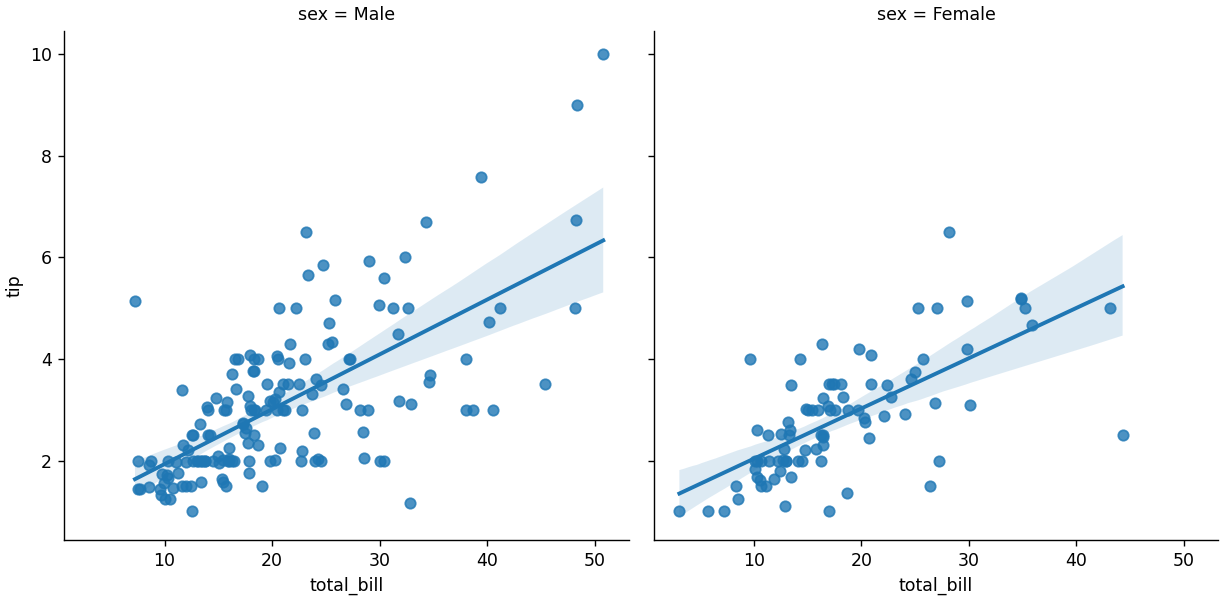 sex = Male
sex = Female
10
8
6
4
2
tip
10 20 30 40 50
10 20 30 40 50
total_bill
total_bill